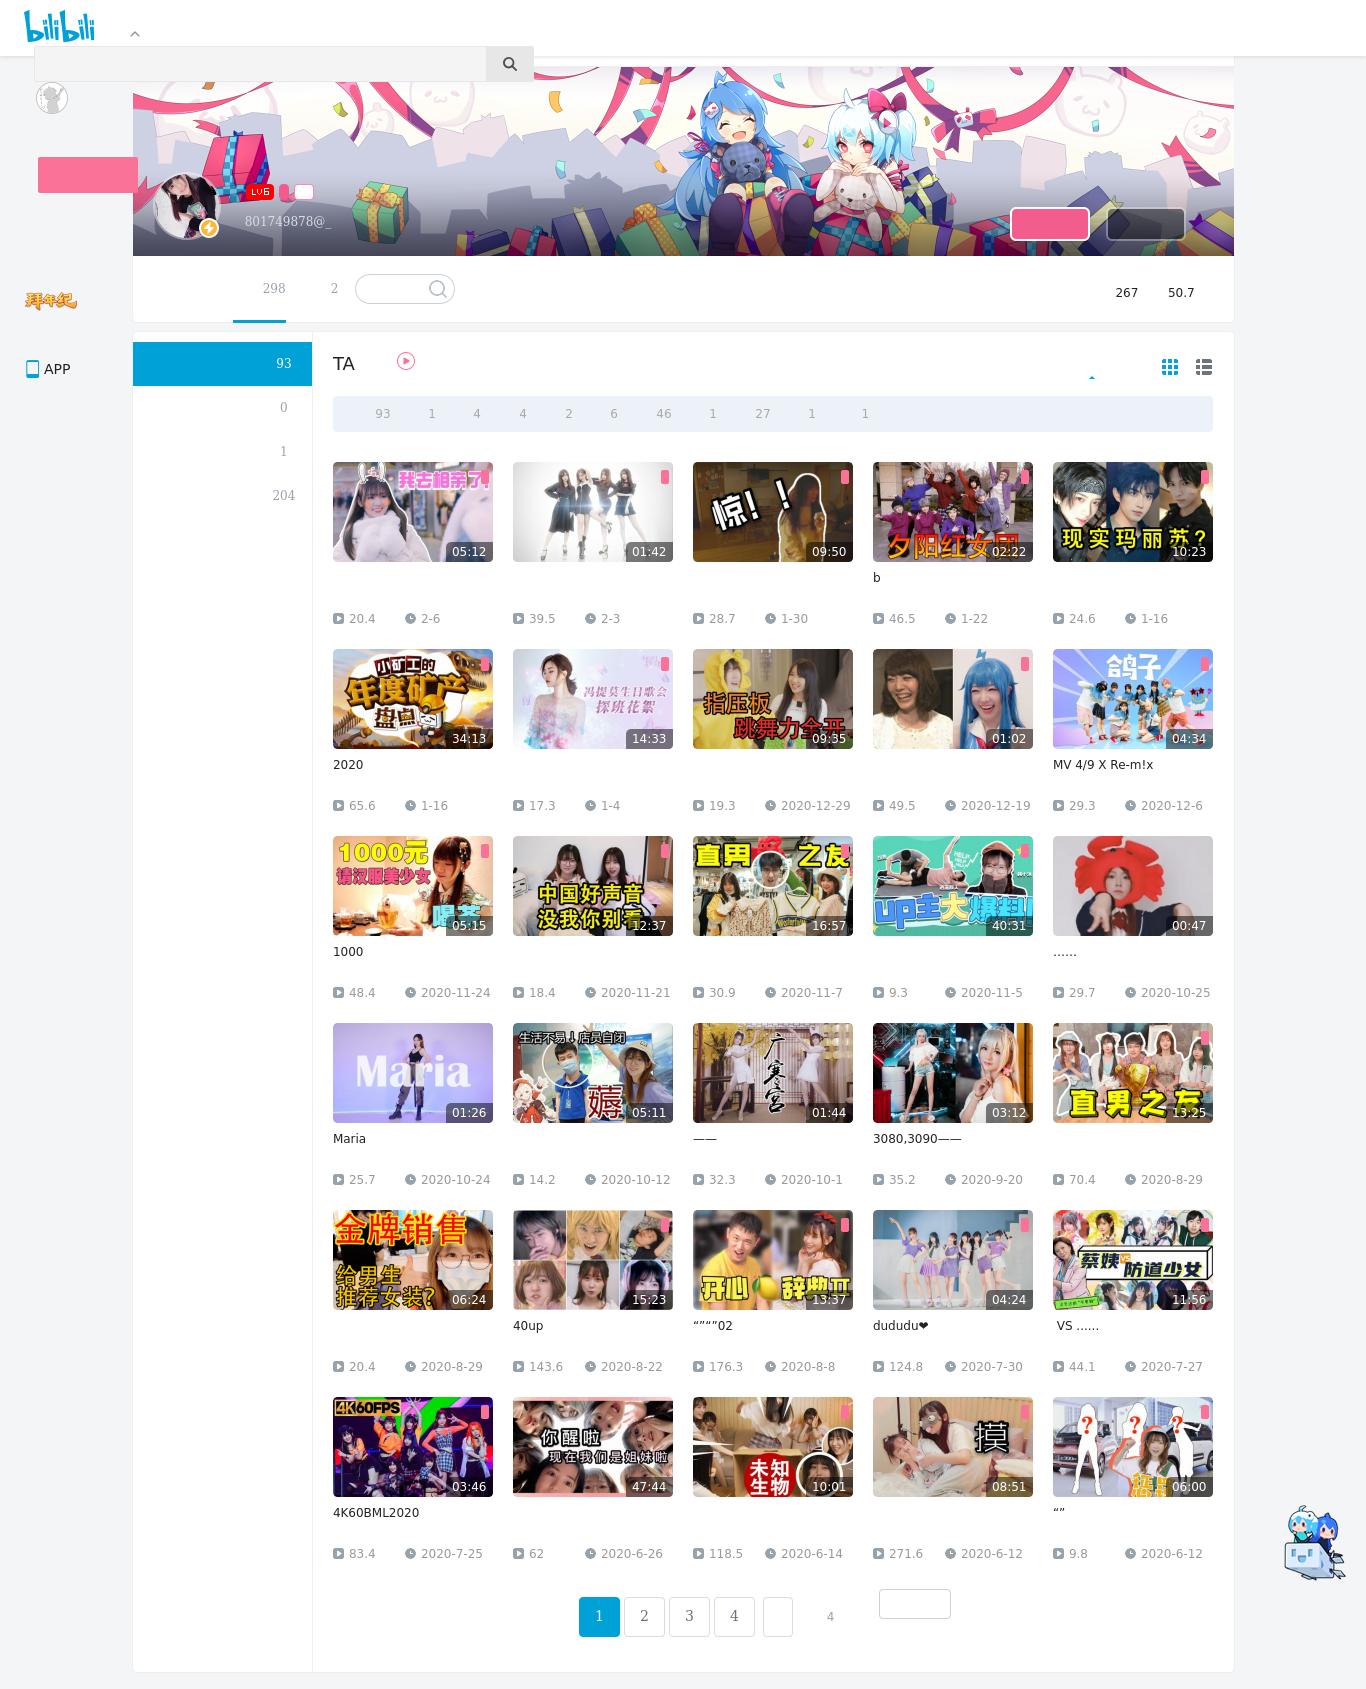 bilibili
LV6
801749878@_
298
2
267
50.7
拜年纪
APP
93
0
1
204
TA
93 1 4 4 2 6 46 1 27 1 1
我去相亲了
05:12
01:42
惊！！
09:50
夕阳红女团
02:22
现实玛丽苏?
10:23
b
20.4 2-6
39.5 2-3
28.7 1-30
46.5 1-22
24.6 1-16
小矿工的
年度矿产
盘点
34:13
冯提莫生日歌会
探班花絮
14:33
指压板
跳舞力全开
09:35
01:02
鸽子
04:34
2020
MV 4/9 X Re-m!x
65.6 1-16
17.3 1-4
19.3 2020-12-29
49.5 2020-12-19
29.3 2020-12-6
1000元
请汉服美少女
喝茶
05:15
中国好声音
没我你别看
12:37
直男之友
16:57
up主大爆料
40:31
00:47
1000
......
48.4 2020-11-24
18.4 2020-11-21
30.9 2020-11-7
9.3 2020-11-5
29.7 2020-10-25
Maria
01:26
生活不易↓店员自闭
薅
05:11
广寒宫
01:44
03:12
直男之友
13:25
Maria
——
3080,3090——
25.7 2020-10-24
14.2 2020-10-12
32.3 2020-10-1
35.2 2020-9-20
70.4 2020-8-29
金牌销售
给男生
推荐女装?
06:24
15:23
开心
13:37
04:24
蔡姨
VS
防道少女
11:56
40up
“”“”02
dududu❤
VS ......
20.4 2020-8-29
143.6 2020-8-22
176.3 2020-8-8
124.8 2020-7-30
44.1 2020-7-27
4K60FPS
03:46
你醒啦
现在我们是姐妹啦
47:44
未知
生物
10:01
摸
08:51
? ? ?
06:00
4K60BML2020
“”
83.4 2020-7-25
62 2020-6-26
118.5 2020-6-14
271.6 2020-6-12
9.8 2020-6-12
1 2 3 4
4